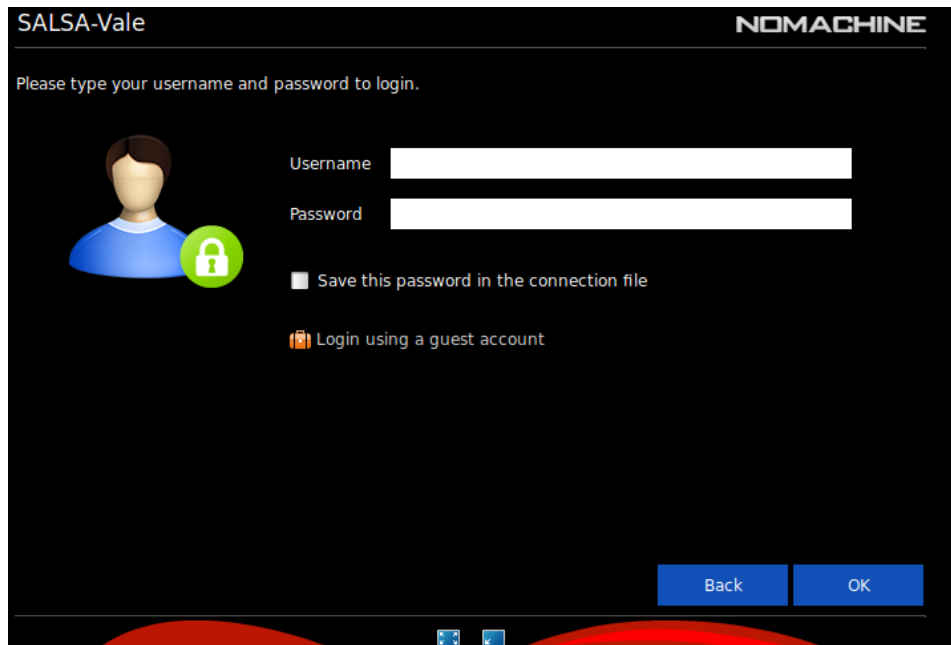 SALSA-Vale
NOMACHINE
Please type your username and password to login.
Username
Password
Save this password in the connection file
Login using a guest account
Back
OK